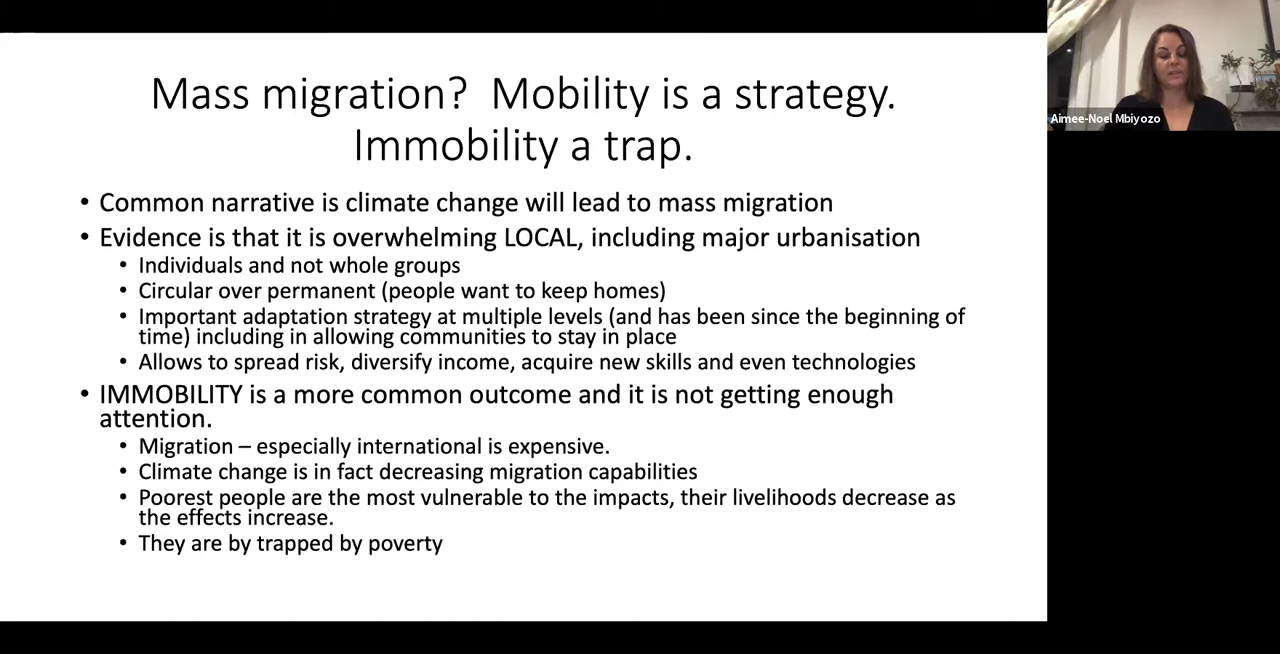 Mass migration? Mobility is a strategy.
Immobility a trap.
• Common narrative is climate change will lead to mass migration
• Evidence is that it is overwhelming LOCAL, including major urbanisation
• Individuals and not whole groups
• Circular over permanent (people want to keep homes)
• Important adaptation strategy at multiple levels (and has been since the beginning of
time) including in allowing communities to stay in place
• Allows to spread risk, diversify income, acquire new skills and even technologies
• IMMOBILITY is a more common outcome and it is not getting enough
attention.
• Migration – especially international is expensive.
• Climate change is in fact decreasing migration capabilities
• Poorest people are the most vulnerable to the impacts, their livelihoods decrease as
the effects increase.
• They are by trapped by poverty
Aimee-Noel Mbiyozo